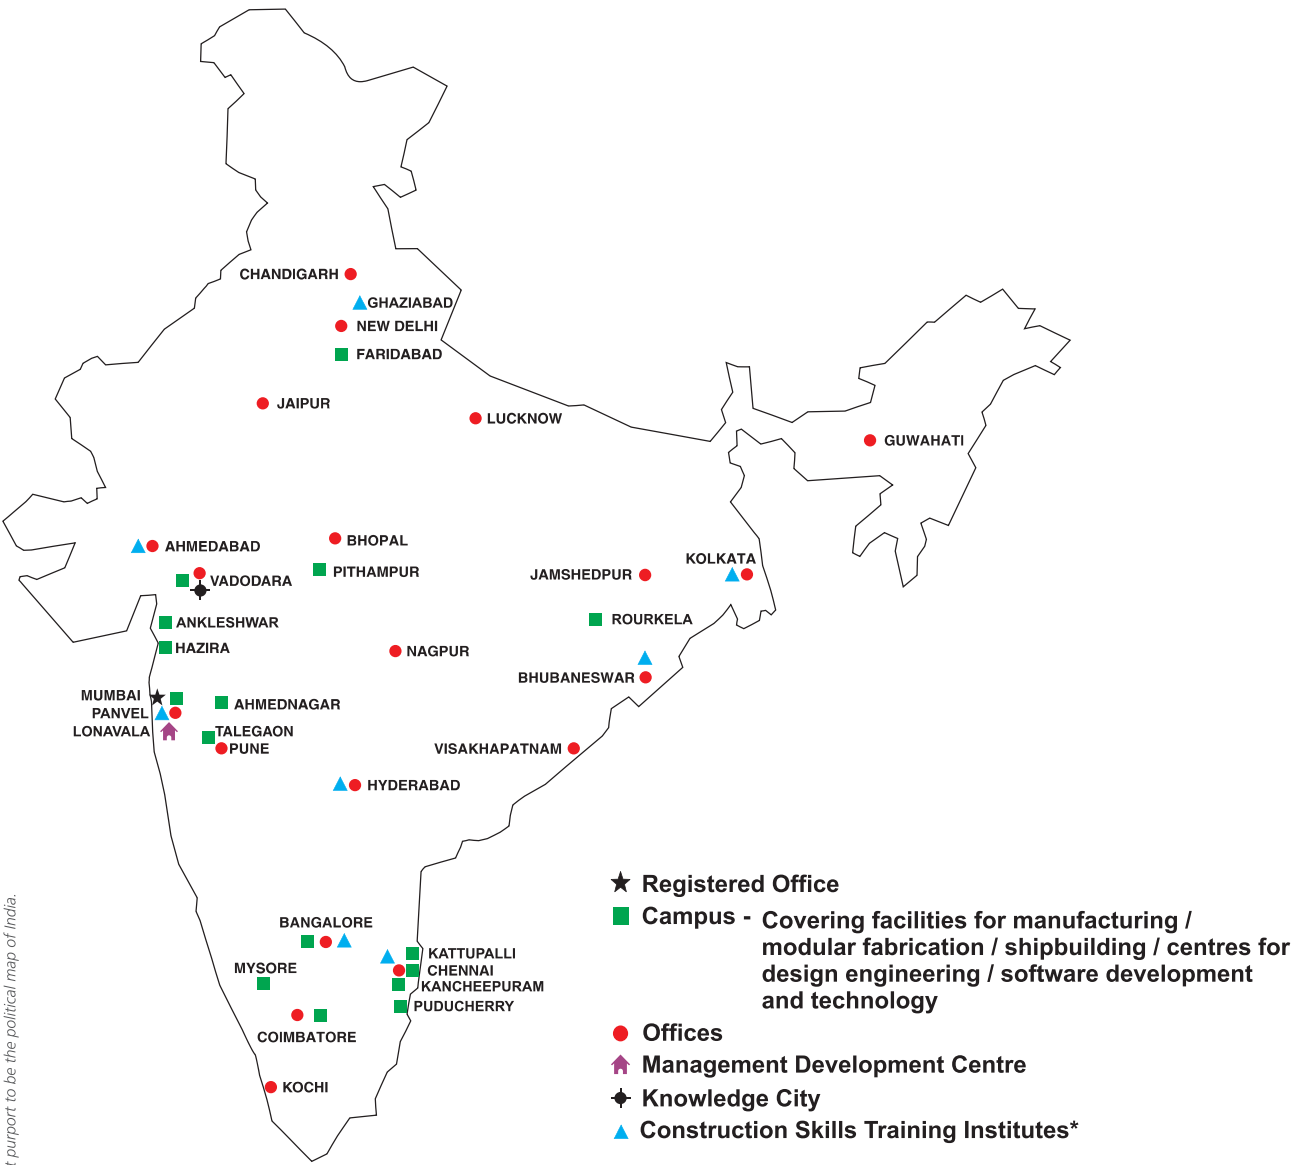 CHANDIGARH
GHAZIABAD
NEW DELHI
FARIDABAD
JAIPUR
LUCKNOW
GUWAHATI
AHMEDABAD
BHOPAL
PITHAMPUR
VADODARA
JAMSHEDPUR
KOLKATA
ANKLESHWAR
ROURKELA
HAZIRA
NAGPUR
BHUBANESWAR
MUMBAI
AHMEDNAGAR
PANVEL
LONAVALA
TALEGAON
PUNE
VISAKHAPATNAM
HYDERABAD
BANGALORE
KATTUPALLI
MYSORE
CHENNAI
KANCHEEPURAM
PUDUCHERRY
COIMBATORE
KOCHI
Registered Office
Campus - Covering facilities for manufacturing /
modular fabrication / shipbuilding / centres for
design engineering / software development
and technology
Offices
Management Development Centre
Knowledge City
Construction Skills Training Institutes*
purport to be the political map of India.